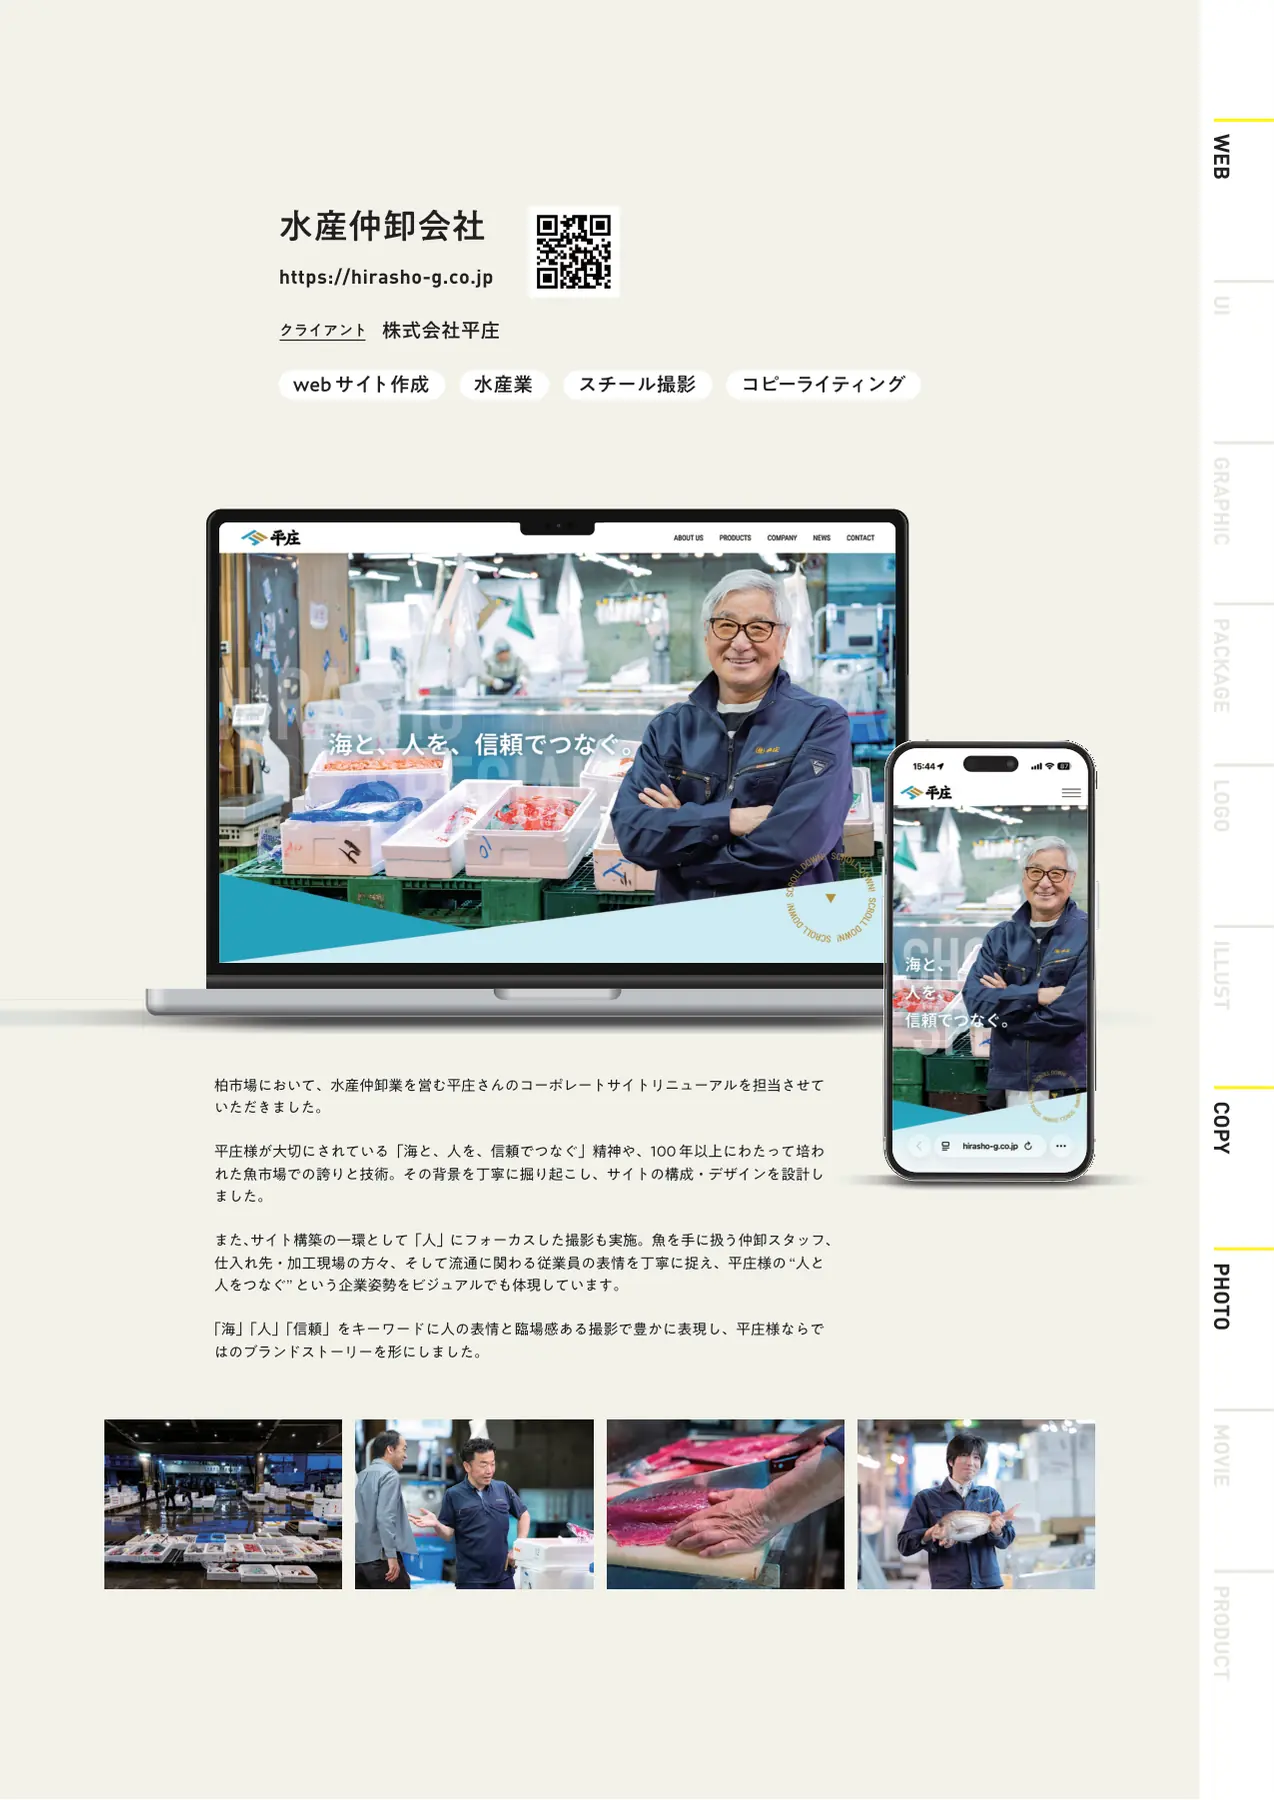 水産仲卸会社
https://hirasho-g.co.jp
クライアント 株式会社平庄
webサイト作成 水産業 スチール撮影 コピーライティング
平庄 ABOUT US PRODUCTS COMPANY NEWS CONTACT
HIRASHO
海と、人を、信頼でつなぐ。
SCROLL DOWN! SCROLL DOWN! SCROLL DOWN! SCROLL DOWN!
15:44 87
平庄
海と、
人を、
信頼でつなぐ。
hirasho-g.co.jp
柏市場において、水産仲卸業を営む平庄さんのコーポレートサイトリニューアルを担当させて
いただきました。
平庄様が大切にされている「海と、人を、信頼でつなぐ」精神や、100年以上にわたって培わ
れた魚市場での誇りと技術。その背景を丁寧に掘り起こし、サイトの構成・デザインを設計し
ました。
また、サイト構築の一環として「人」にフォーカスした撮影も実施。魚を手に扱う仲卸スタッフ、
仕入れ先・加工現場の方々、そして流通に関わる従業員の表情を丁寧に捉え、平庄様の“人と
人をつなぐ”という企業姿勢をビジュアルでも体現しています。
「海」「人」「信頼」をキーワードに人の表情と臨場感ある撮影で豊かに表現し、平庄様ならで
はのブランドストーリーを形にしました。
WEB
UI
GRAPHIC
PACKAGE
LOGO
ILLUST
COPY
PHOTO
MOVIE
PRODUCT